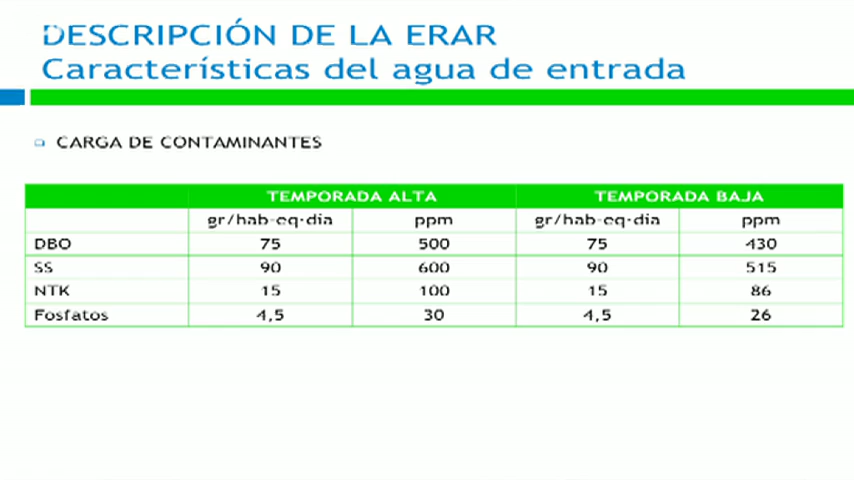 DESCRIPCIÓN DE LA ERAR
Características del agua de entrada
CARGA DE CONTAMINANTES
TEMPORADA ALTA TEMPORADA BAJA
gr/hab-eq·dia ppm gr/hab-eq·dia ppm
DBO 75 500 75 430
SS 90 600 90 515
NTK 15 100 15 86
Fosfatos 4,5 30 4,5 26